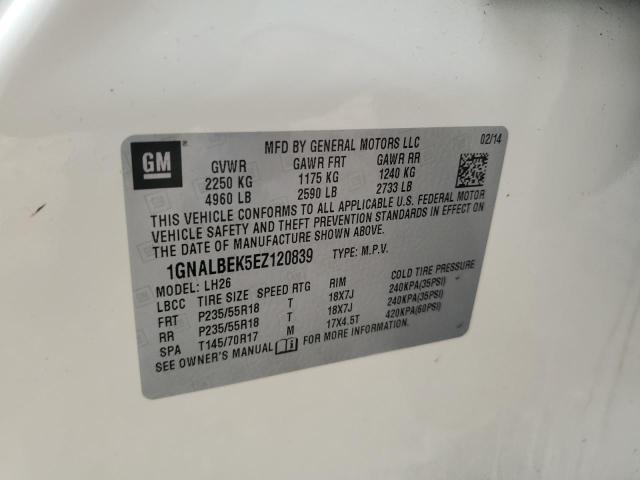 MFD BY GENERAL MOTORS LLC 02/14
GM
GVWR GAWR FRT GAWR RR
2250 KG 1175 KG 1240 KG
4960 LB 2590 LB 2733 LB
THIS VEHICLE CONFORMS TO ALL APPLICABLE U.S. FEDERAL MOTOR
VEHICLE SAFETY AND THEFT PREVENTION STANDARDS IN EFFECT ON
THE DATE OF MANUFACTURE SHOWN ABOVE.
1GNALBEK5EZ120839 TYPE: M.P.V.
MODEL: LH26
LBCC TIRE SIZE SPEED RTG RIM COLD TIRE PRESSURE
FRT P235/55R18 T 18X7J 240KPA(35PSI)
RR P235/55R18 T 18X7J 240KPA(35PSI)
SPA T145/70R17 M 17X4.5T 420KPA(60PSI)
SEE OWNER'S MANUAL FOR MORE INFORMATION.